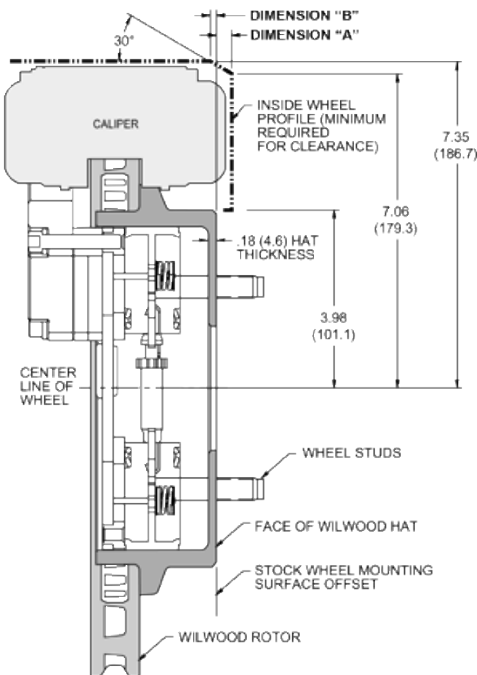 DIMENSION "B"
DIMENSION "A"
30°
CALIPER
INSIDE WHEEL
PROFILE (MINIMUM
REQUIRED
FOR CLEARANCE)
7.35
(186.7)
7.06
(179.3)
.18 (4.6) HAT
THICKNESS
3.98
(101.1)
CENTER
LINE OF
WHEEL
WHEEL STUDS
FACE OF WILWOOD HAT
STOCK WHEEL MOUNTING
SURFACE OFFSET
WILWOOD ROTOR